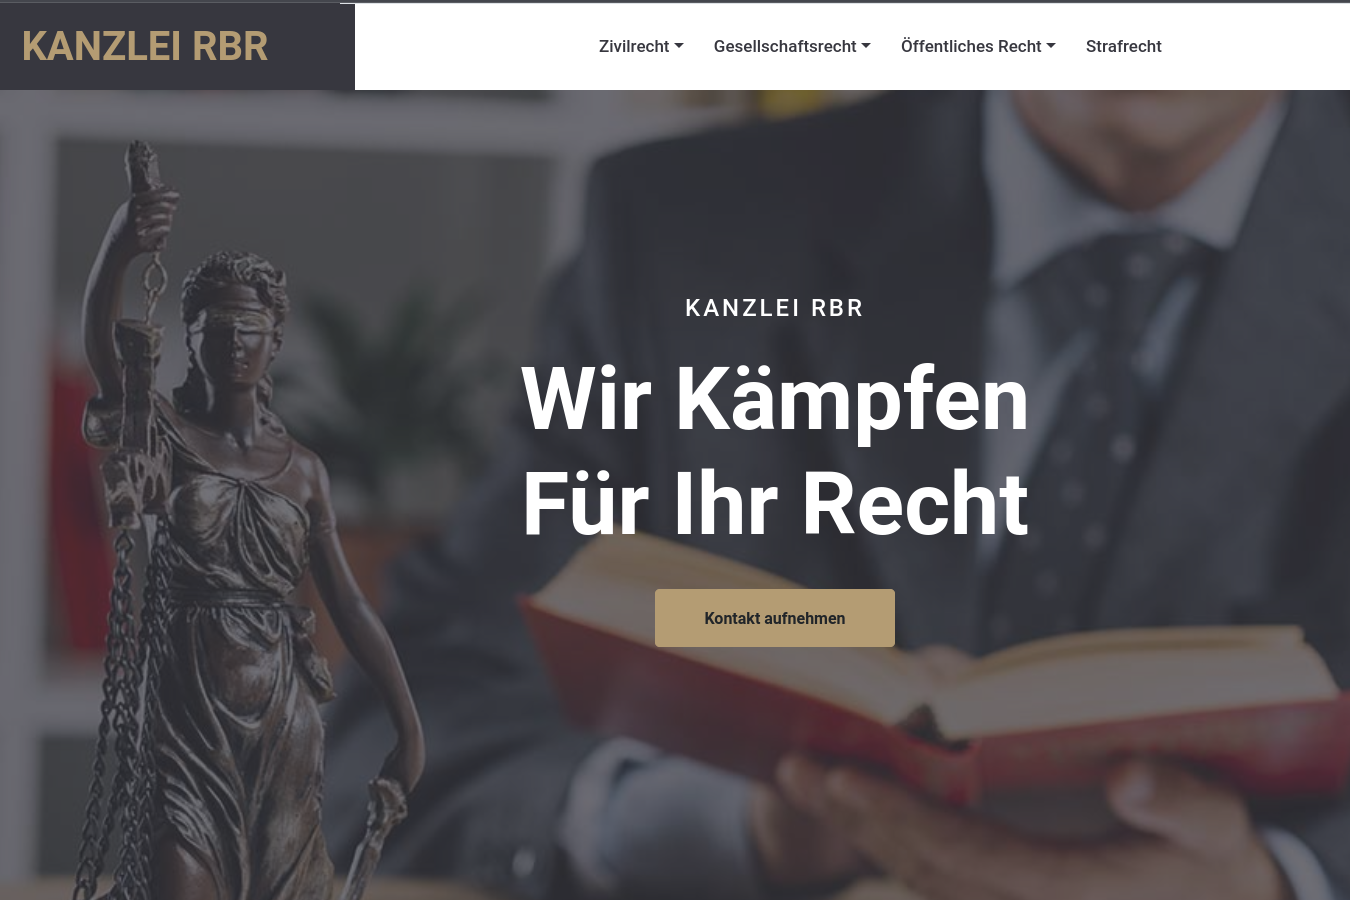 KANZLEI RBR
Zivilrecht Gesellschaftsrecht Öffentliches Recht Strafrecht
KANZLEI RBR
Wir Kämpfen
Für Ihr Recht
Kontakt aufnehmen